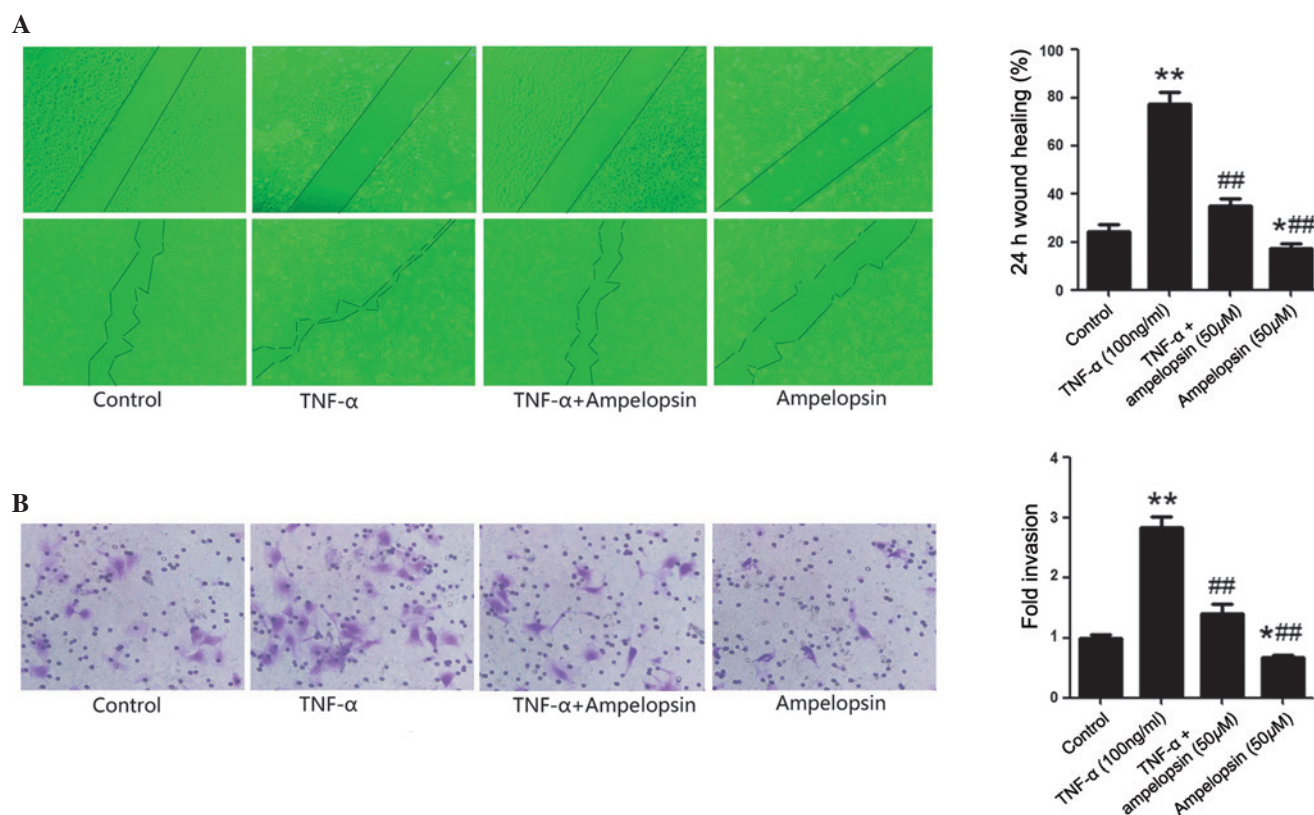 A
Control
TNF-α
TNF-α+Ampelopsin
Ampelopsin
24 h wound healing (%)
100
80
60
40
20
0
**
##
*##
Control
TNF-α (100ng/ml)
TNF-α +
ampelopsin (50µM)
Ampelopsin (50µM)
B
Control
TNF-α
TNF-α+Ampelopsin
Ampelopsin
Fold invasion
4
3
2
1
0
**
##
*##
Control
TNF-α (100ng/ml)
TNF-α +
ampelopsin (50µM)
Ampelopsin (50µM)